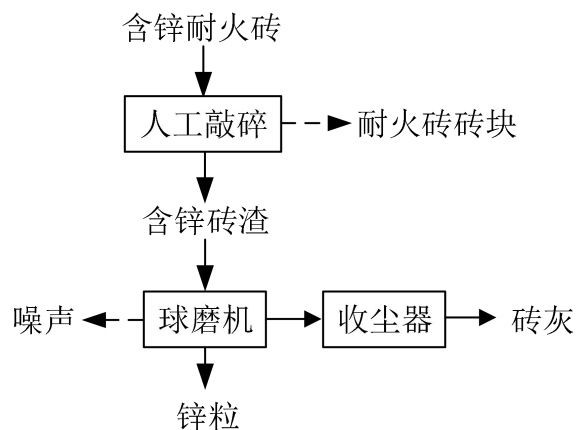 含锌耐火砖
人工敲碎
耐火砖砖块
含锌砖渣
噪声
球磨机
收尘器
砖灰
锌粒